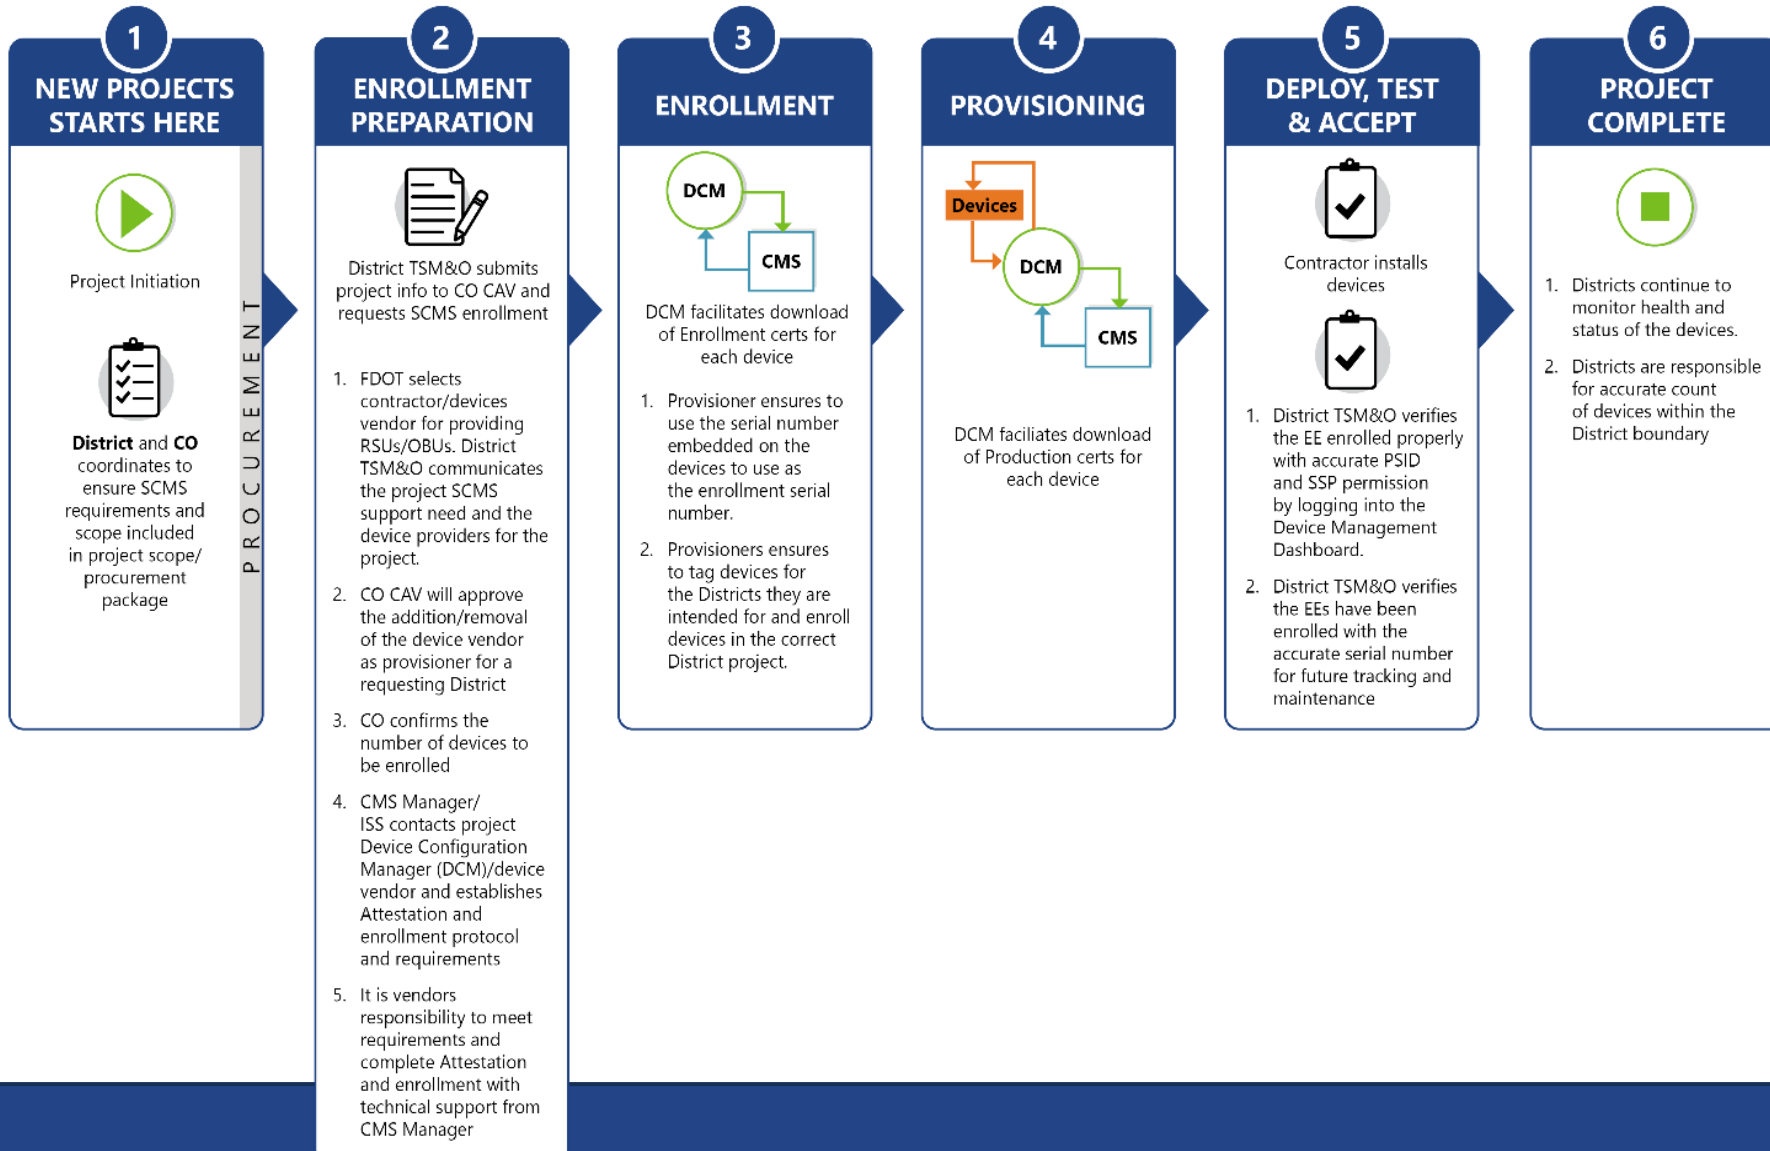 1
NEW PROJECTS
STARTS HERE
Project Initiation
District and CO
coordinates to
ensure SCMS
requirements and
scope included
in project scope/
procurement
package
PROCUREMENT
2
ENROLLMENT
PREPARATION
District TSM&O submits
project info to CO CAV and
requests SCMS enrollment
1. FDOT selects
contractor/devices
vendor for providing
RSUs/OBUs. District
TSM&O communicates
the project SCMS
support need and the
device providers for the
project.
2. CO CAV will approve
the addition/removal
of the device vendor
as provisioner for a
requesting District
3. CO confirms the
number of devices to
be enrolled
4. CMS Manager/
ISS contacts project
Device Configuration
Manager (DCM)/device
vendor and establishes
Attestation and
enrollment protocol
and requirements
5. It is vendors
responsibility to meet
requirements and
complete Attestation
and enrollment with
technical support from
CMS Manager
3
ENROLLMENT
DCM
CMS
DCM facilitates download
of Enrollment certs for
each device
1. Provisioner ensures to
use the serial number
embedded on the
devices to use as
the enrollment serial
number.
2. Provisioners ensures
to tag devices for
the Districts they are
intended for and enroll
devices in the correct
District project.
4
PROVISIONING
Devices
DCM
CMS
DCM faciliates download
of Production certs for
each device
5
DEPLOY, TEST
& ACCEPT
Contractor installs
devices
1. District TSM&O verifies
the EE enrolled properly
with accurate PSID
and SSP permission
by logging into the
Device Management
Dashboard.
2. District TSM&O verifies
the EEs have been
enrolled with the
accurate serial number
for future tracking and
maintenance
6
PROJECT
COMPLETE
1. Districts continue to
monitor health and
status of the devices.
2. Districts are responsible
for accurate count
of devices within the
District boundary